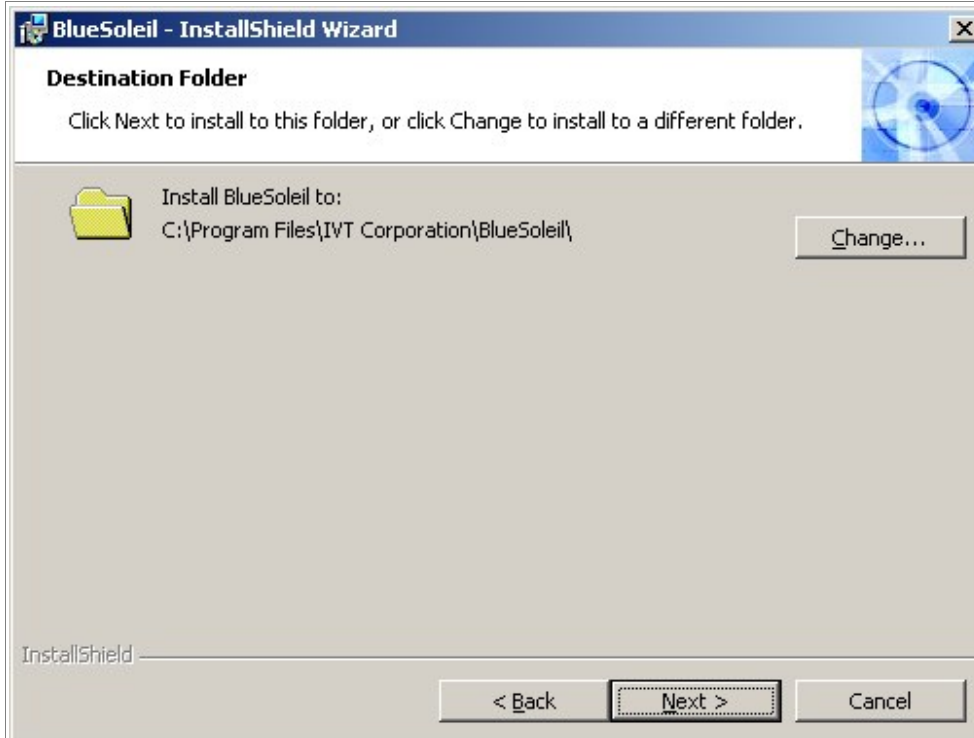 BlueSoleil - InstallShield Wizard
Destination Folder
Click Next to install to this folder, or click Change to install to a different folder.
Install BlueSoleil to:
C:\Program Files\IVT Corporation\BlueSoleil\
Change...
InstallShield
< Back
Next >
Cancel